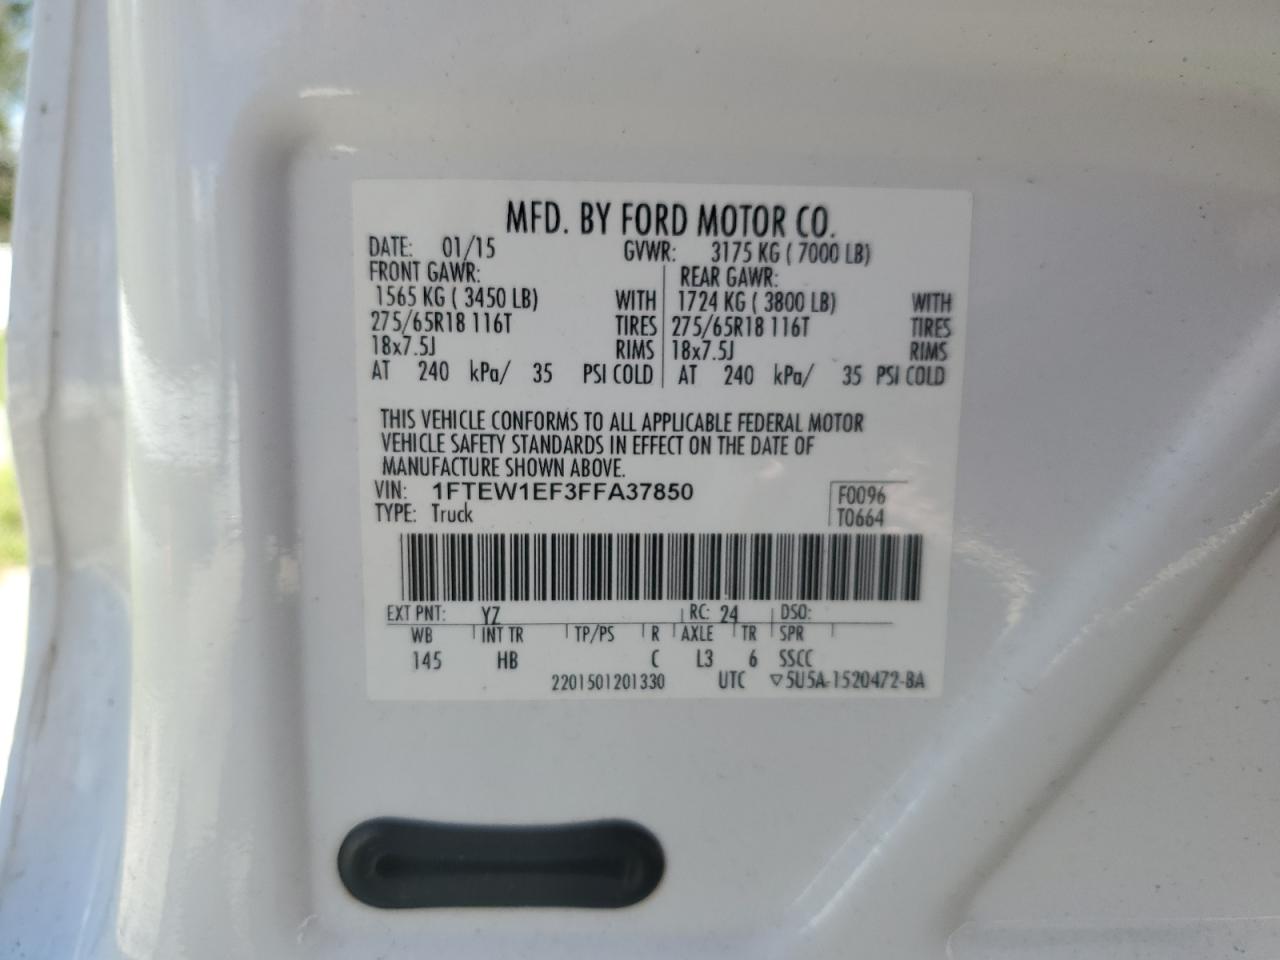 MFD. BY FORD MOTOR CO.
DATE: 01/15 GVWR: 3175 KG ( 7000 LB)
FRONT GAWR: REAR GAWR:
1565 KG ( 3450 LB) WITH 1724 KG ( 3800 LB) WITH
275/65R18 116T TIRES 275/65R18 116T TIRES
18x7.5J RIMS 18x7.5J RIMS
AT 240 kPa/ 35 PSI COLD AT 240 kPa/ 35 PSI COLD
THIS VEHICLE CONFORMS TO ALL APPLICABLE FEDERAL MOTOR
VEHICLE SAFETY STANDARDS IN EFFECT ON THE DATE OF
MANUFACTURE SHOWN ABOVE.
VIN: 1FTEW1EF3FFA37850 F0096
TYPE: Truck T0664
EXT PNT: YZ RC: 24 DSO:
WB INT TR TP/PS R AXLE TR SPR
145 HB C L3 6 SSCC
2201501201330 UTC ▽5U5A-1520472-BA